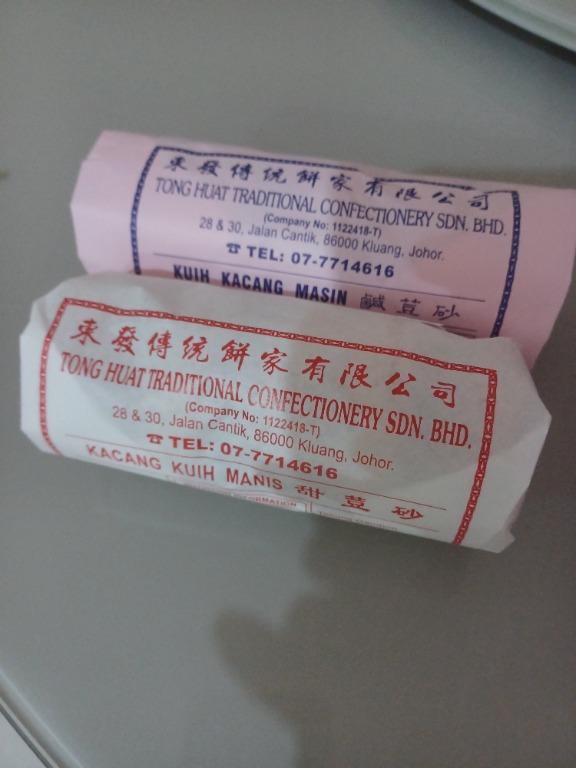 東發傳統餅家有限公司
TONG HUAT TRADITIONAL CONFECTIONERY SDN. BHD.
(Company No: 1122418-T)
28 & 30, Jalan Cantik, 86000 Kluang, Johor.
☎ TEL: 07-7714616
KUIH KACANG MASIN 鹹荳砂
東發傳統餅家有限公司
TONG HUAT TRADITIONAL CONFECTIONERY SDN. BHD.
(Company No: 1122418-T)
28 & 30, Jalan Cantik, 86000 Kluang, Johor.
☎ TEL: 07-7714616
KACANG KUIH MANIS 甜荳砂
INFORMATION